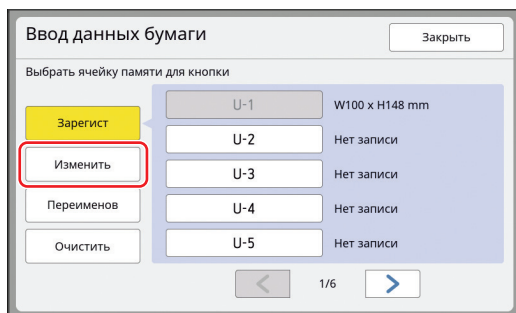 Ввод данных бумаги
Закрыть
Выбрать ячейку памяти для кнопки
Зарегист
Изменить
Переименов
Очистить
U-1 W100 x H148 mm
U-2 Нет записи
U-3 Нет записи
U-4 Нет записи
U-5 Нет записи
1/6